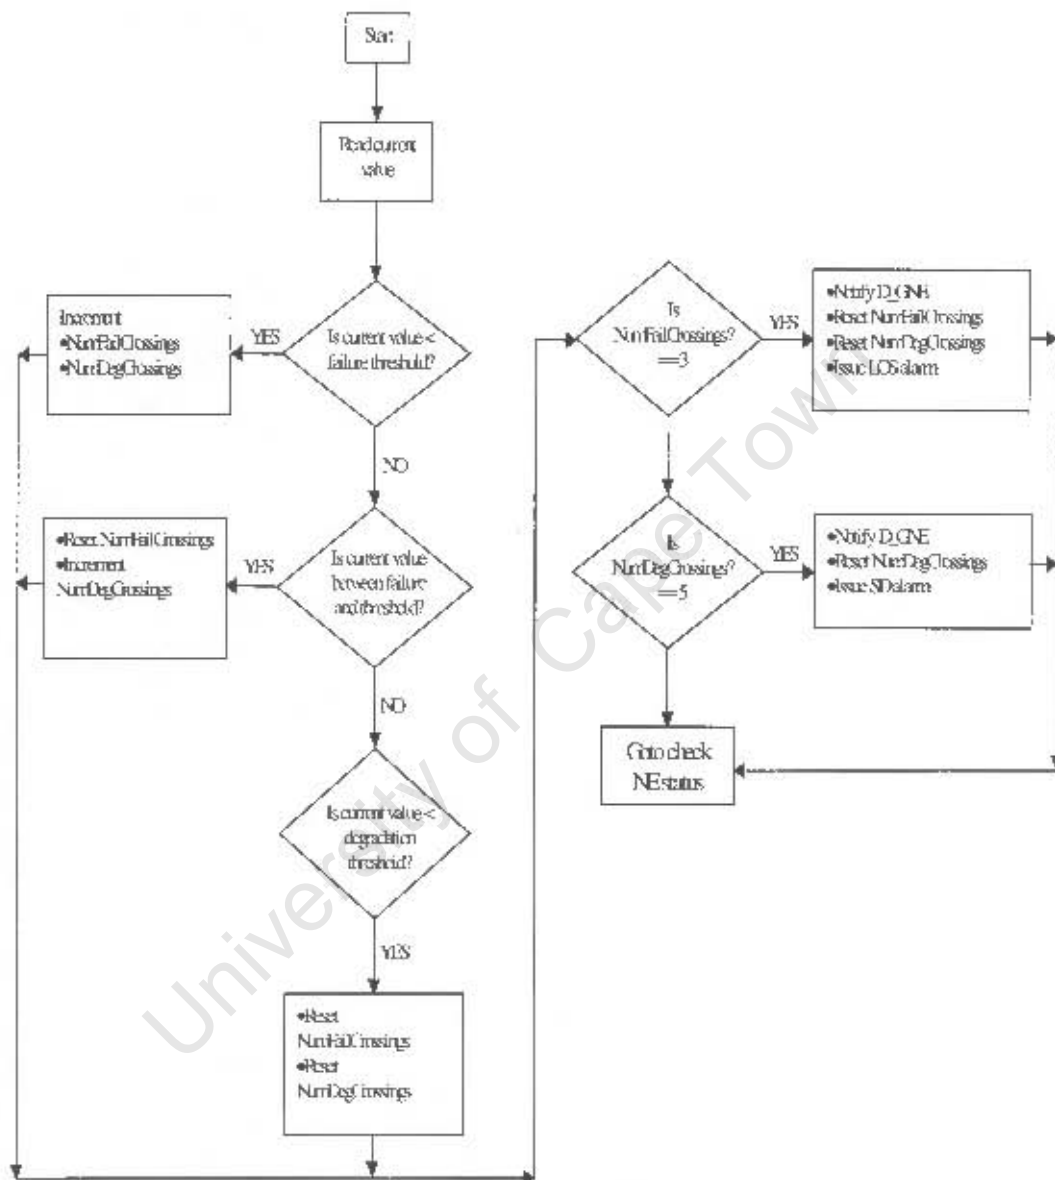 Start
Read current
value
Is current value <
failure threshold?
YES
Increment
•NumFailCrossings
•NumDegCrossings
NO
Is current value
between failure
and threshold?
YES
•Reset NumFailCrossings
•Increment
NumDegCrossings
NO
Is current value <
degradation
threshold?
YES
•Reset
NumFailCrossings
•Reset
NumDegCrossings
Is
NumFailCrossings?
==3
YES
•Notify D_GNE
•Reset NumFailCrossings
•Reset NumDegCrossings
•Issue LOS alarm
Is
NumDegCrossings?
==5
YES
•Notify D_GNE
•Reset NumDegCrossings
•Issue SD alarm
Goto check
NE status
University of Cape Town